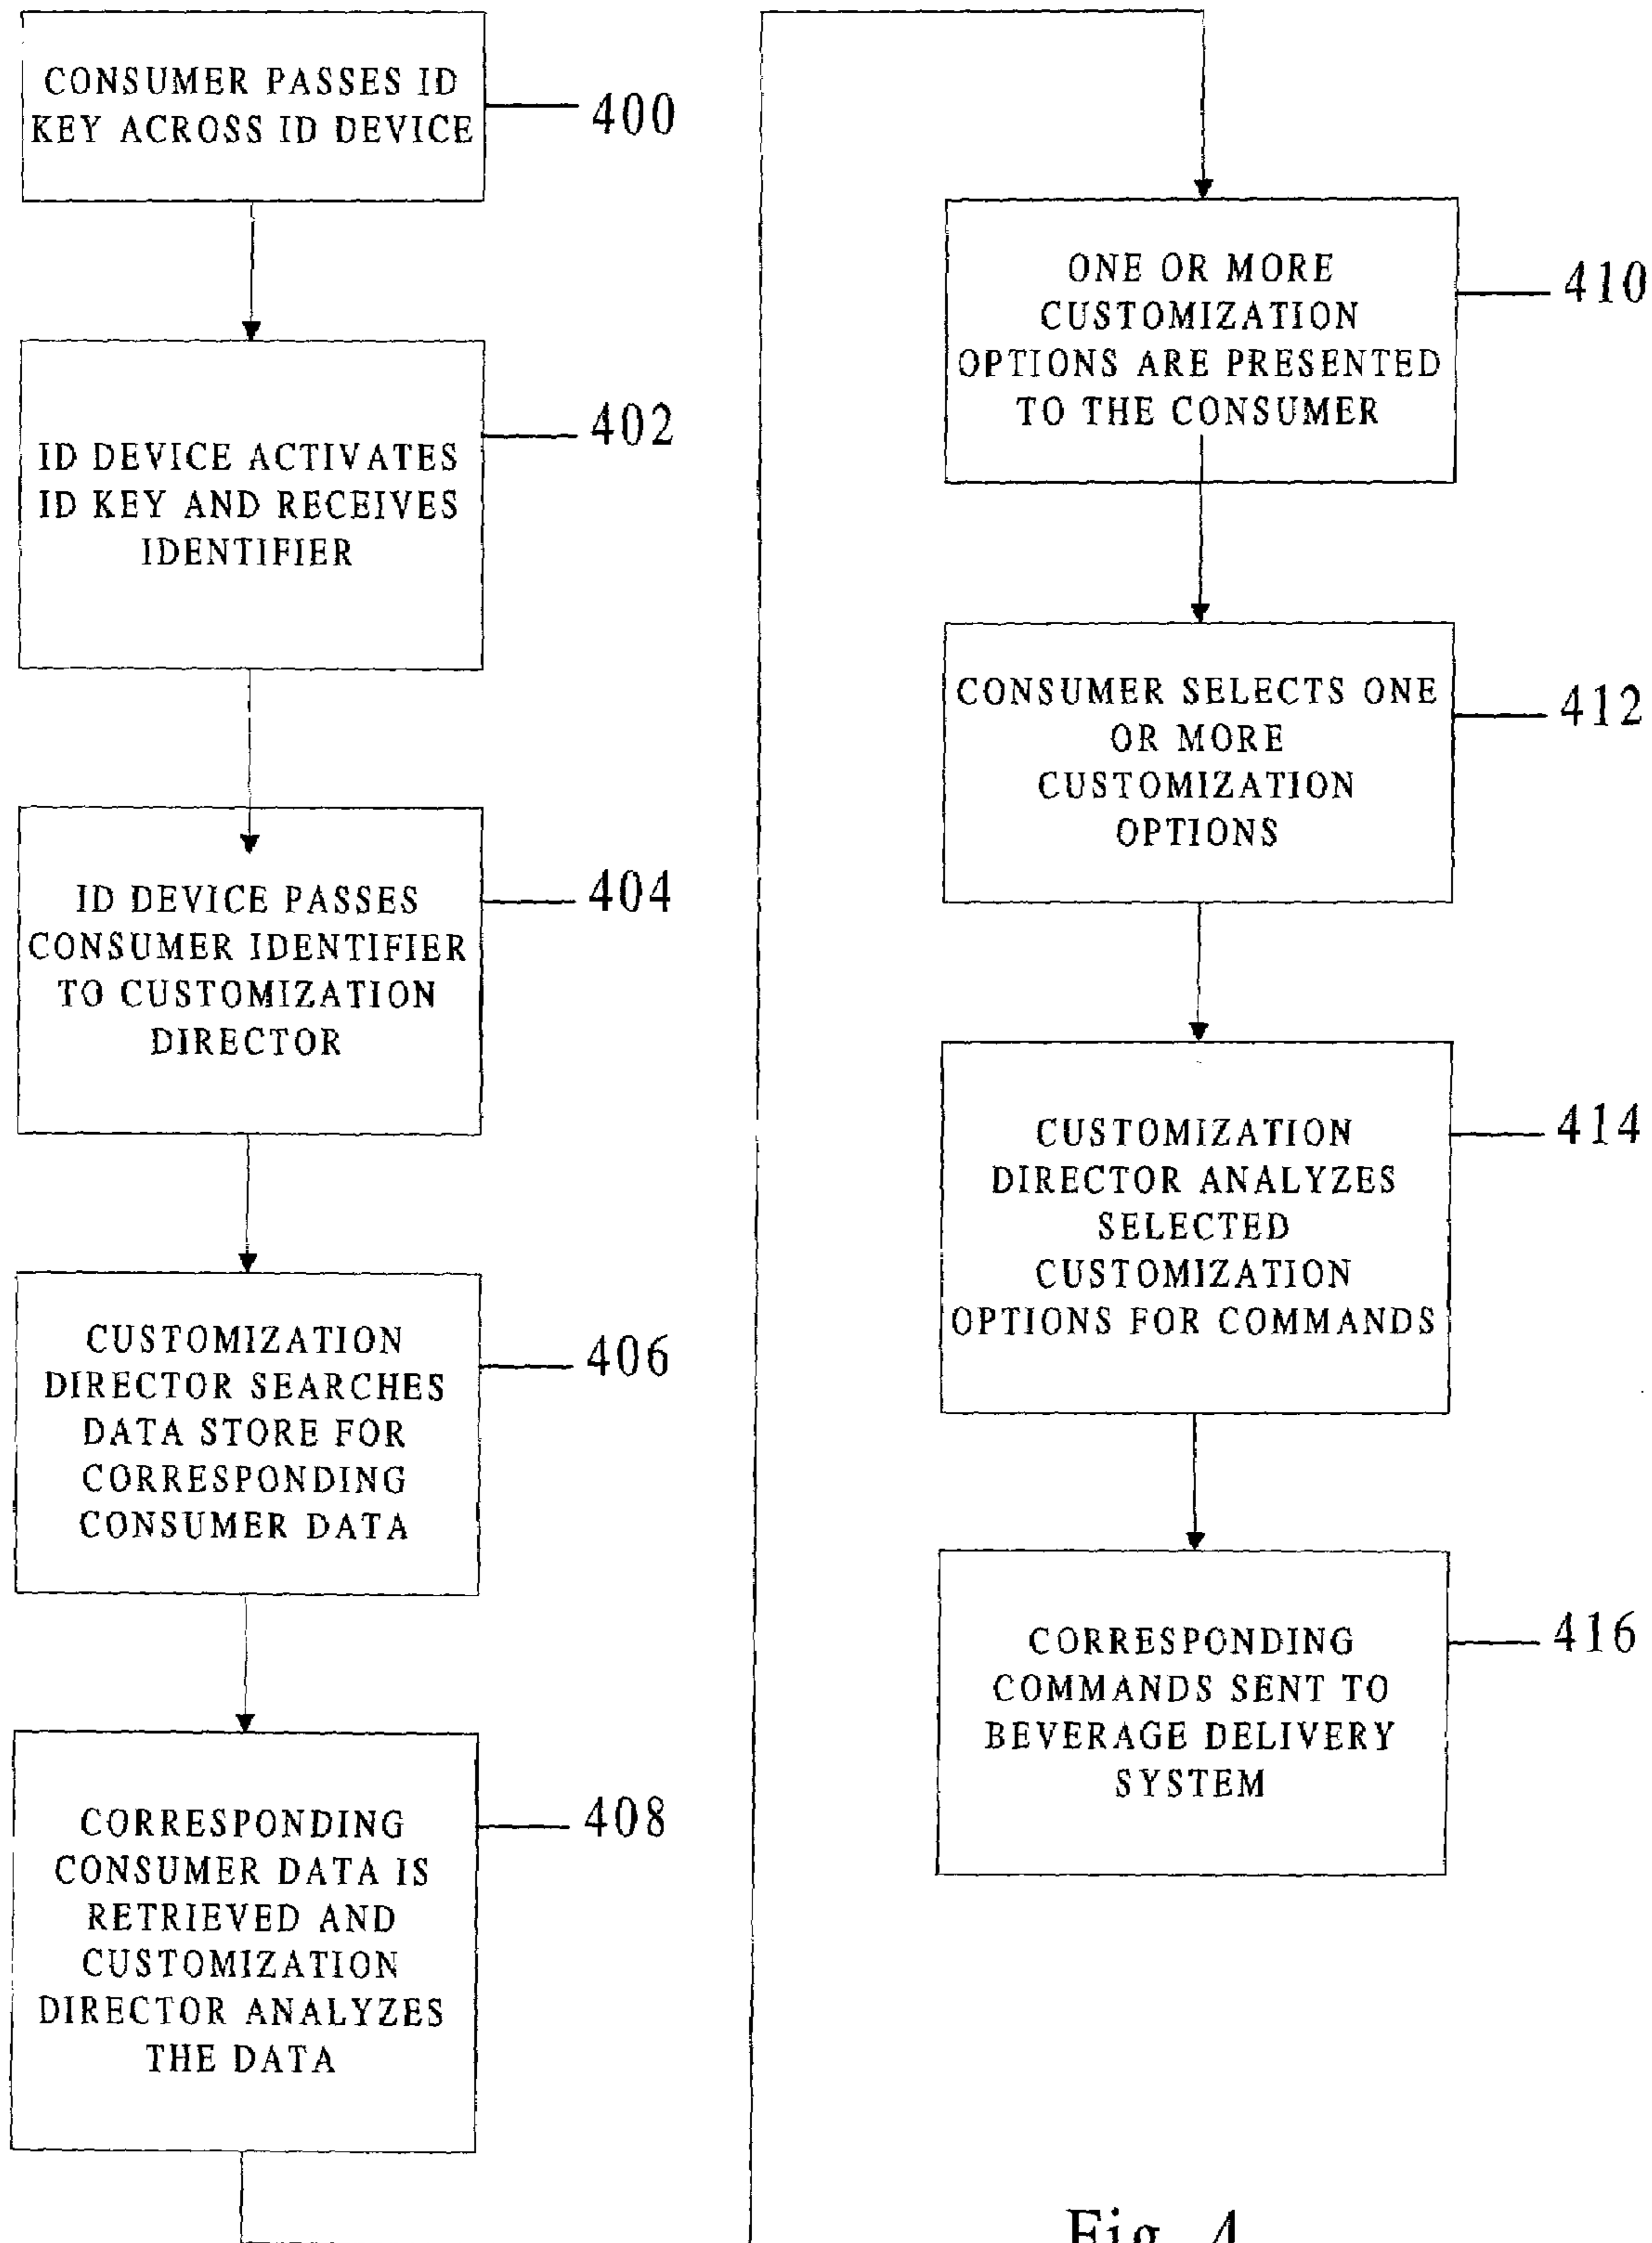 CONSUMER PASSES ID
KEY ACROSS ID DEVICE
400
ID DEVICE ACTIVATES
ID KEY AND RECEIVES
IDENTIFIER
402
ID DEVICE PASSES
CONSUMER IDENTIFIER
TO CUSTOMIZATION
DIRECTOR
404
CUSTOMIZATION
DIRECTOR SEARCHES
DATA STORE FOR
CORRESPONDING
CONSUMER DATA
406
CORRESPONDING
CONSUMER DATA IS
RETRIEVED AND
CUSTOMIZATION
DIRECTOR ANALYZES
THE DATA
408
ONE OR MORE
CUSTOMIZATION
OPTIONS ARE PRESENTED
TO THE CONSUMER
410
CONSUMER SELECTS ONE
OR MORE
CUSTOMIZATION
OPTIONS
412
CUSTOMIZATION
DIRECTOR ANALYZES
SELECTED
CUSTOMIZATION
OPTIONS FOR COMMANDS
414
CORRESPONDING
COMMANDS SENT TO
BEVERAGE DELIVERY
SYSTEM
416
Fig. 4